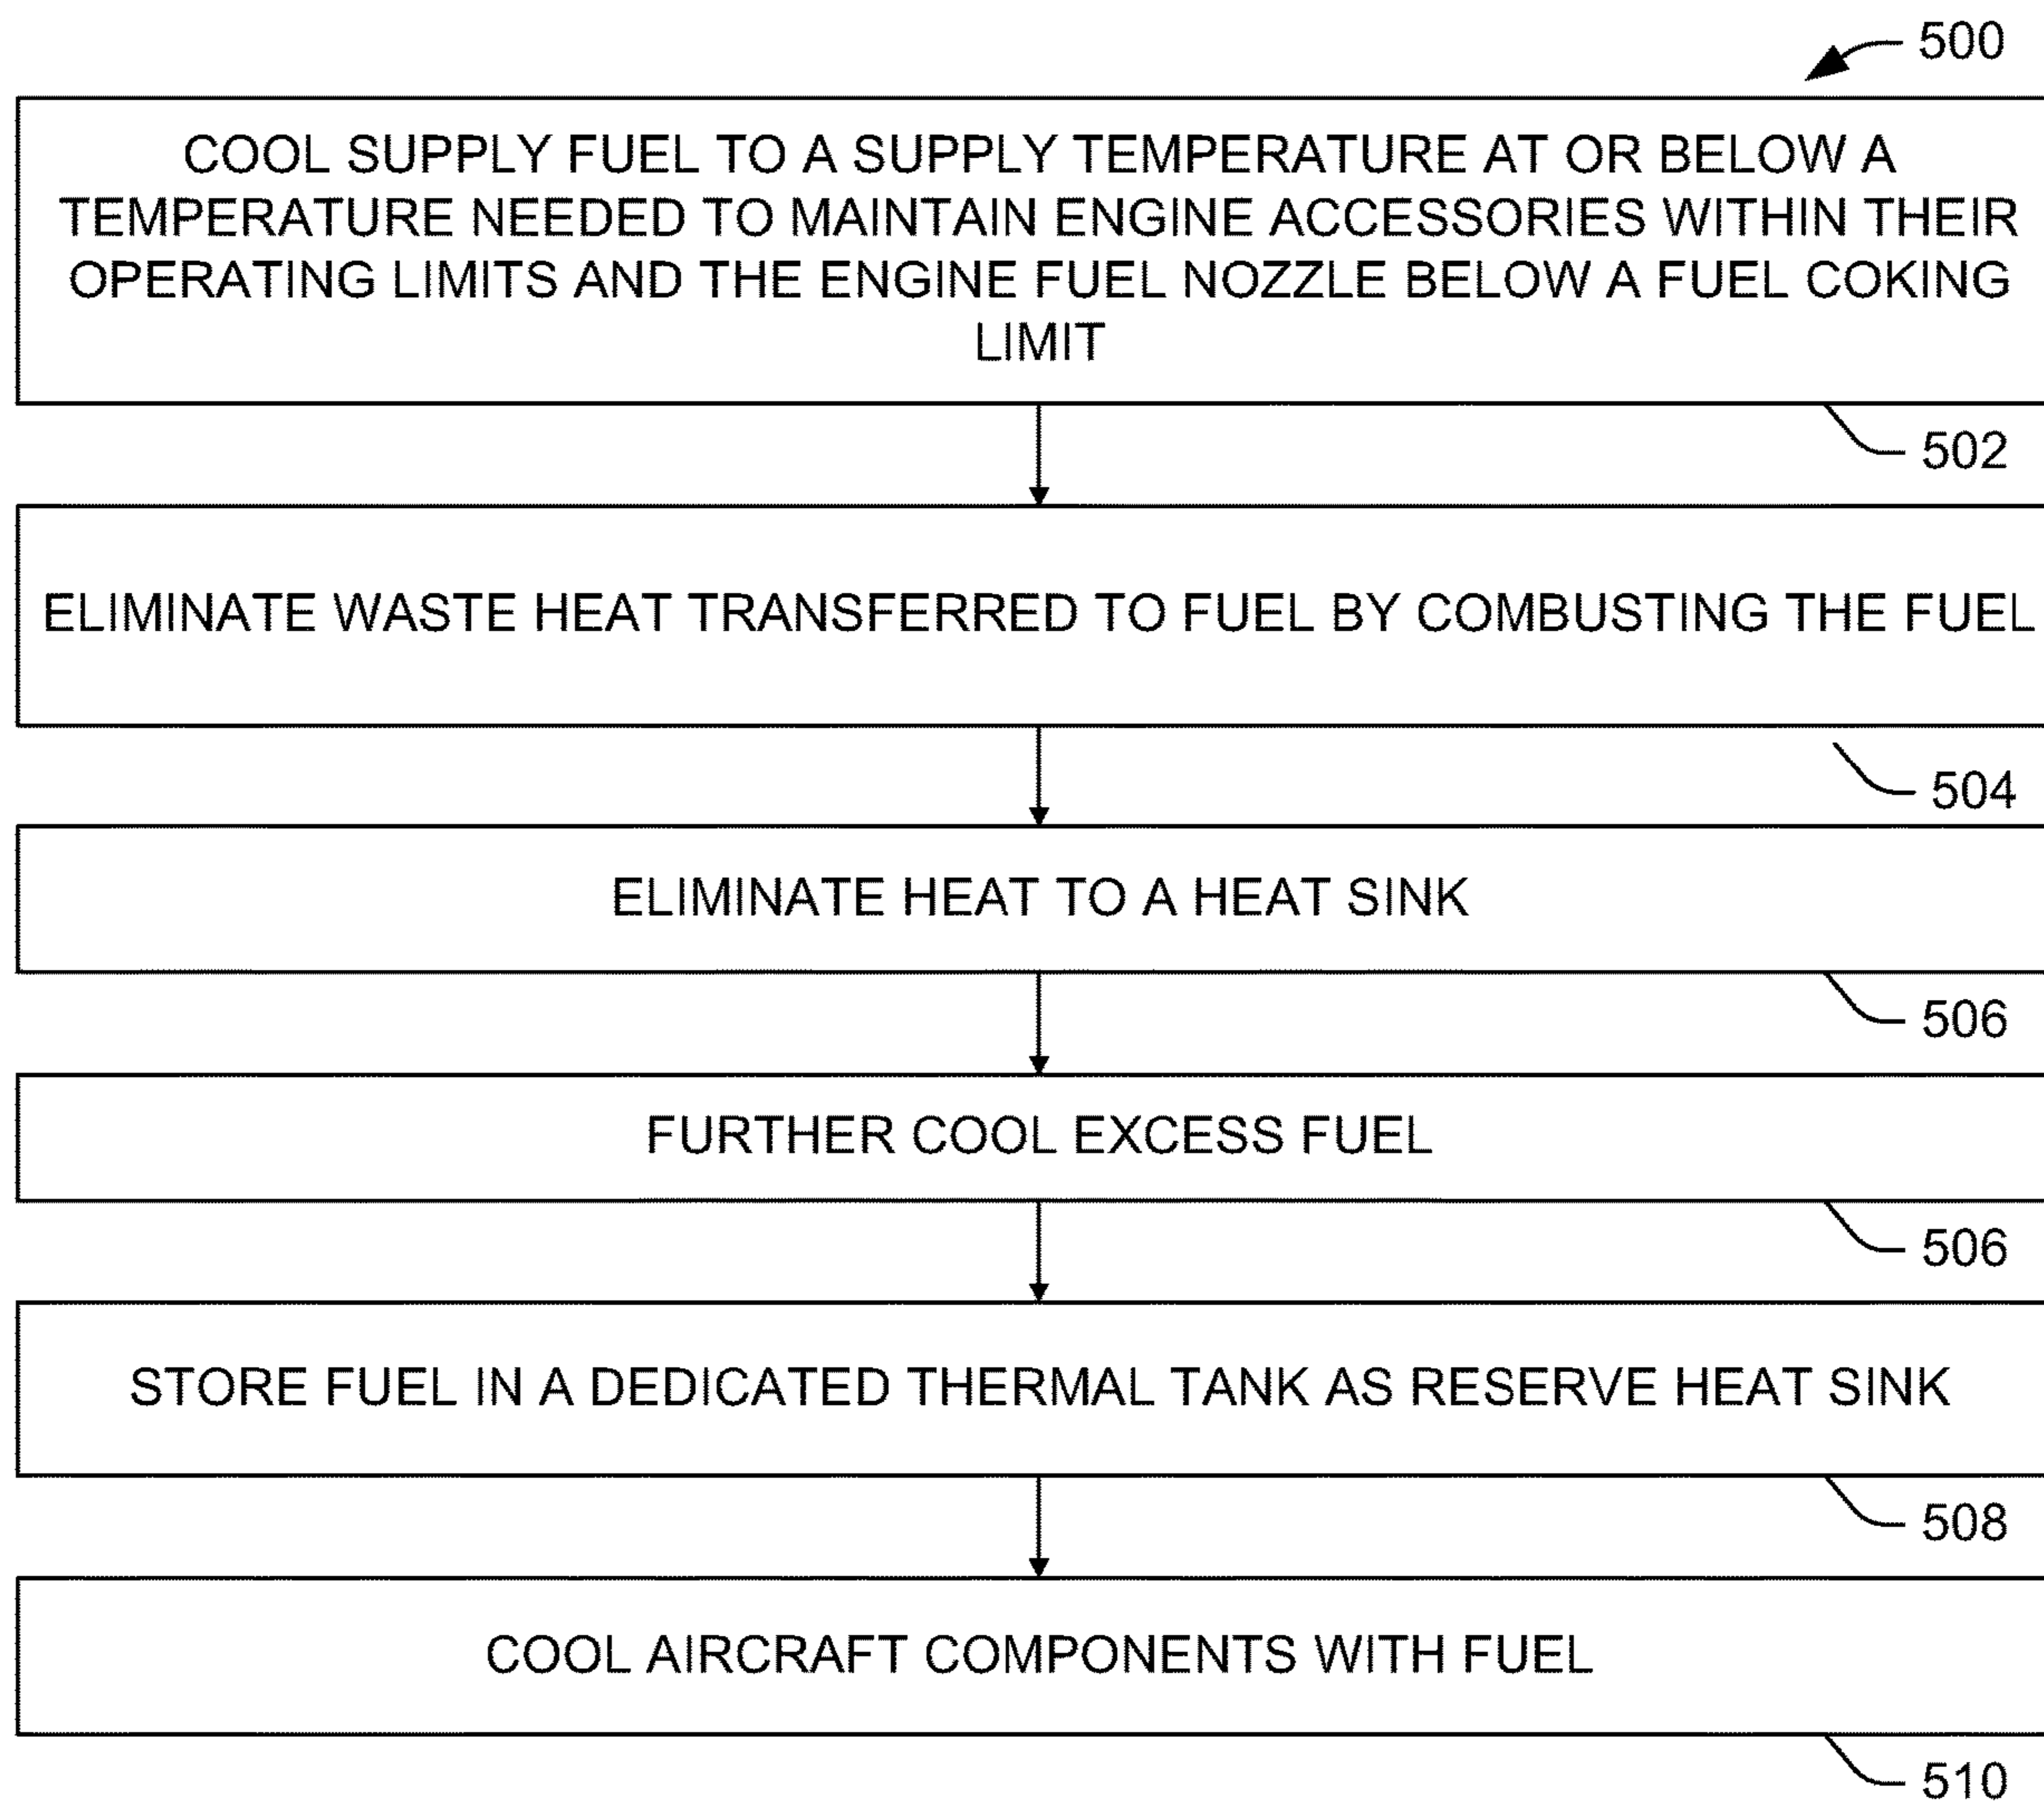 500
COOL SUPPLY FUEL TO A SUPPLY TEMPERATURE AT OR BELOW A
TEMPERATURE NEEDED TO MAINTAIN ENGINE ACCESSORIES WITHIN THEIR
OPERATING LIMITS AND THE ENGINE FUEL NOZZLE BELOW A FUEL COKING
LIMIT
502
ELIMINATE WASTE HEAT TRANSFERRED TO FUEL BY COMBUSTING THE FUEL
504
ELIMINATE HEAT TO A HEAT SINK
506
FURTHER COOL EXCESS FUEL
506
STORE FUEL IN A DEDICATED THERMAL TANK AS RESERVE HEAT SINK
508
COOL AIRCRAFT COMPONENTS WITH FUEL
510